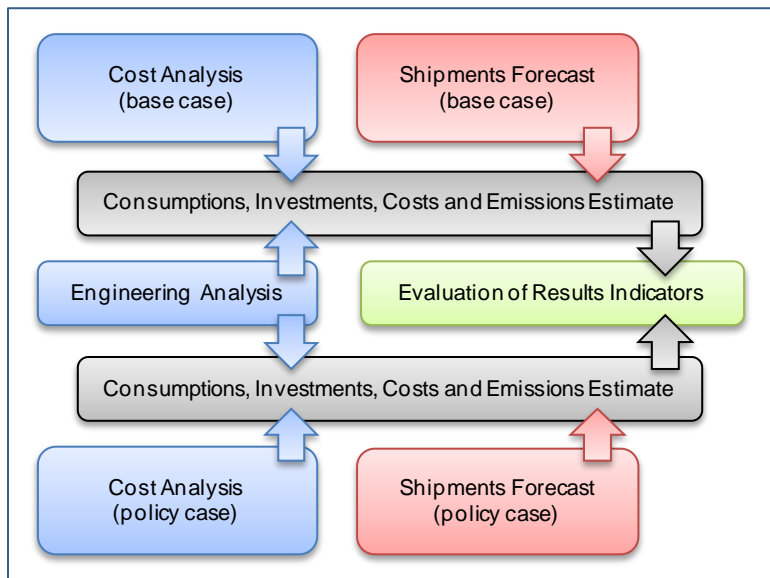 Cost Analysis
(base case)
Shipments Forecast
(base case)
Consumptions, Investments, Costs and Emissions Estimate
Engineering Analysis
Evaluation of Results Indicators
Consumptions, Investments, Costs and Emissions Estimate
Cost Analysis
(policy case)
Shipments Forecast
(policy case)